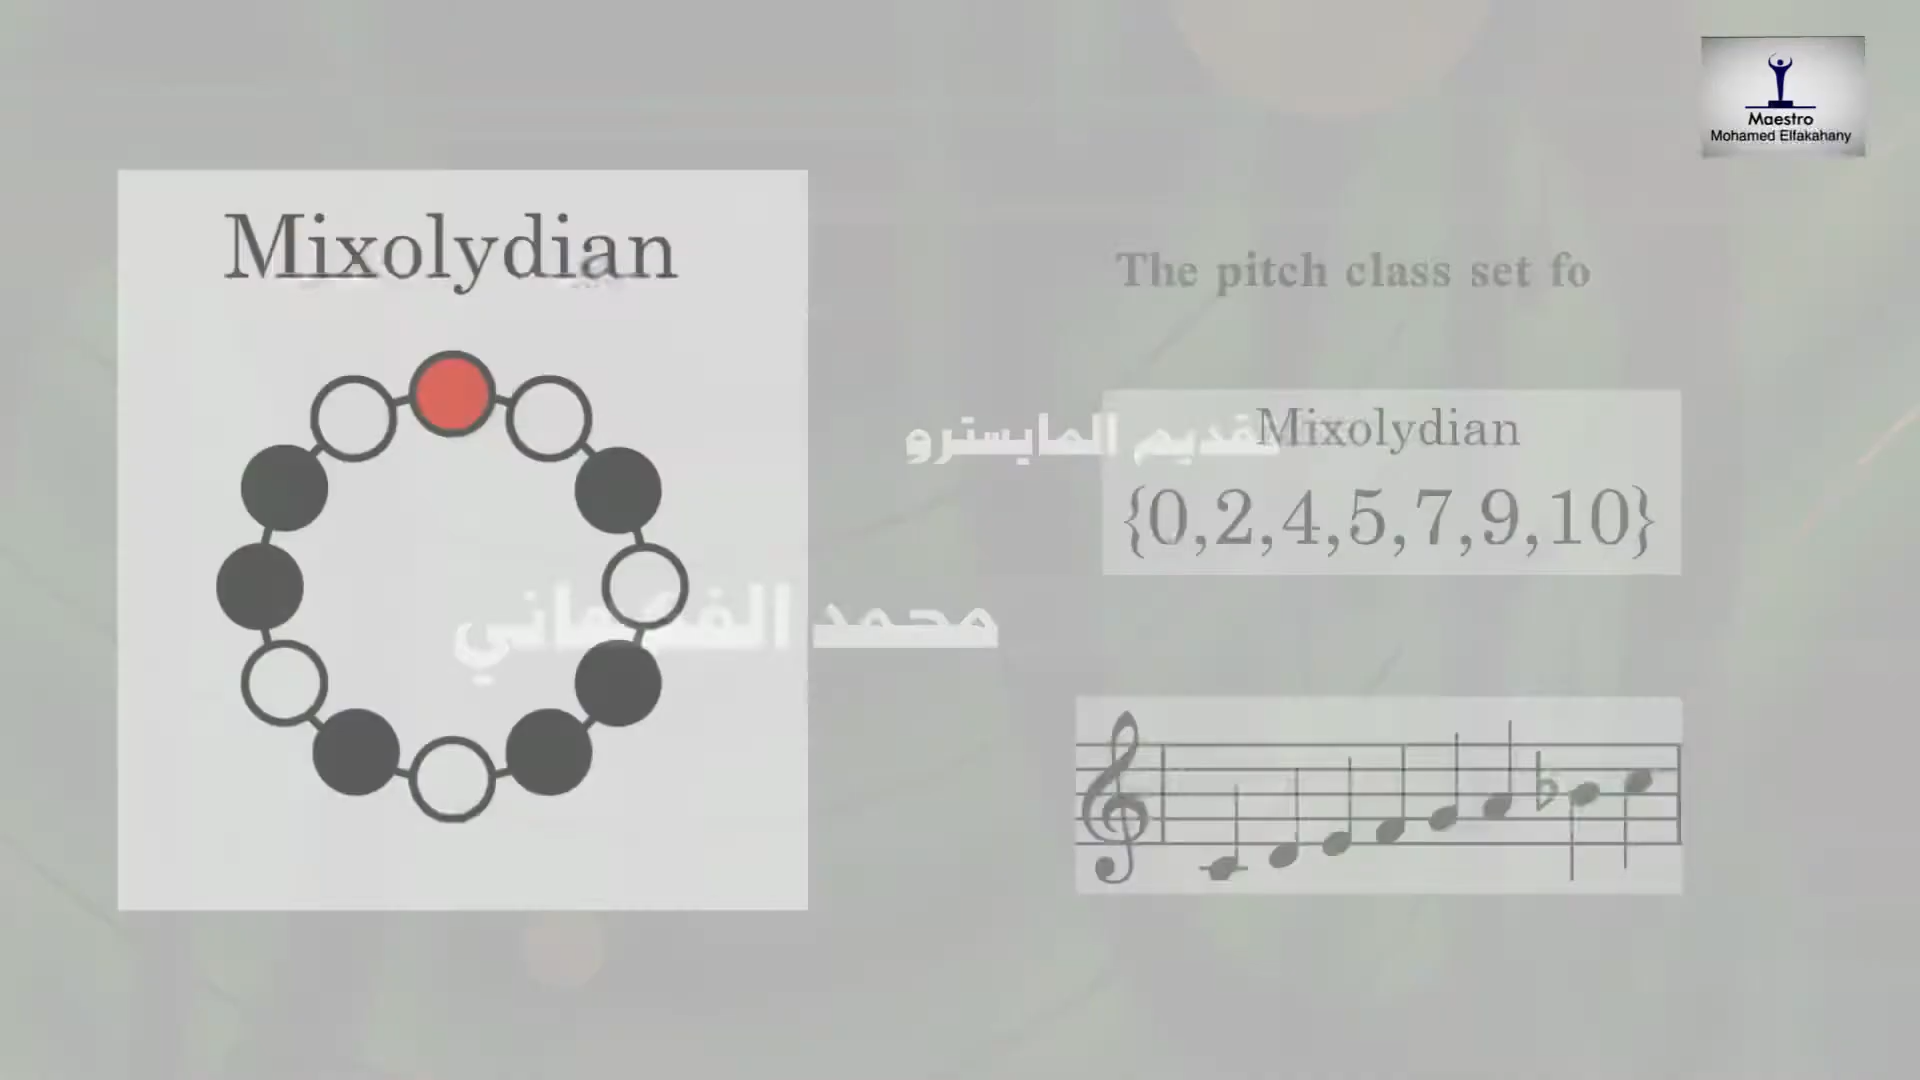 Maestro
Mohamed Elfakahany
Mixolydian
The pitch class set fo
تقديم المايسترو
Mixolydian
{0,2,4,5,7,9,10}
محمد الفكهاني